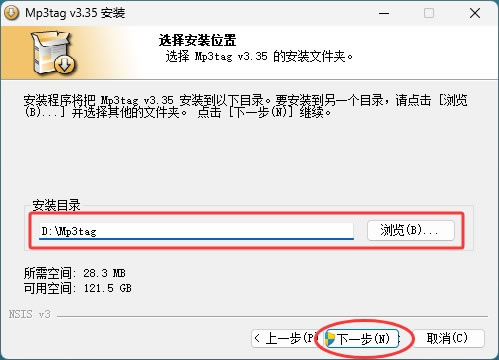 Mp3tag v3.35 安装
选择安装位置
选择 Mp3tag v3.35 的安装文件夹。
安装程序将把 Mp3tag v3.35 安装到以下目录。要安装到另一个目录，请点击 [浏览
(B)...] 并选择其他的文件夹。 点击 [下一步(N)] 继续。
安装目录
D:\Mp3tag
浏览(B)...
所需空间: 28.3 MB
可用空间: 121.5 GB
NSIS v3
< 上一步(P) 下一步(N) 取消(C)